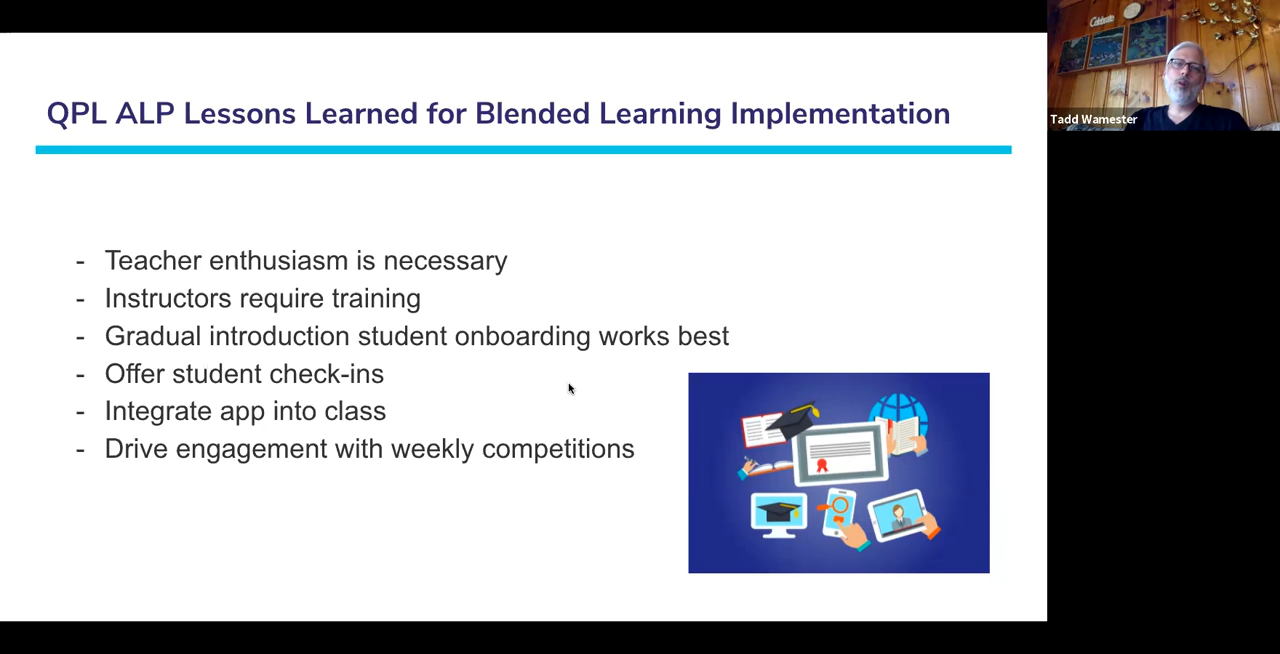 QPL ALP Lessons Learned for Blended Learning Implementation
- Teacher enthusiasm is necessary
- Instructors require training
- Gradual introduction student onboarding works best
- Offer student check-ins
- Integrate app into class
- Drive engagement with weekly competitions
Celebrate
Tadd Wamester